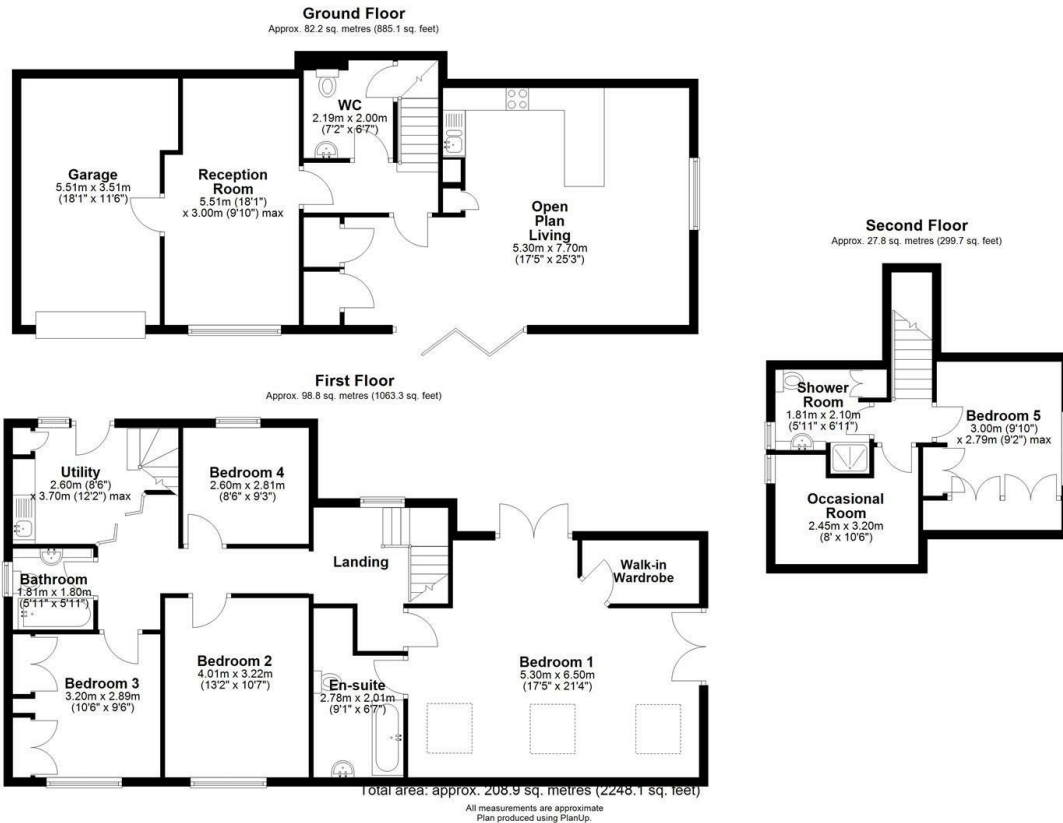 Ground Floor
Approx. 82.2 sq. metres (885.1 sq. feet)
WC
2.19m x 2.00m
(7'2" x 6'7")
Garage
5.51m x 3.51m
(18'1" x 11'6")
Reception
Room
5.51m (18'1")
x 3.00m (9'10") max
Open
Plan
Living
5.30m x 7.70m
(17'5" x 25'3")
Second Floor
Approx. 27.8 sq. metres (299.7 sq. feet)
Shower
Room
1.81m x 2.10m
(5'11" x 6'11")
Bedroom 5
3.00m (9'10")
x 2.79m (9'2") max
Occasional
Room
2.45m x 3.20m
(8' x 10'6")
First Floor
Approx. 98.8 sq. metres (1063.3 sq. feet)
Utility
2.60m (8'6")
x 3.70m (12'2") max
Bedroom 4
2.60m x 2.81m
(8'6" x 9'3")
Landing
Walk-in
Wardrobe
Bathroom
1.81m x 1.80m
(5'11" x 5'11")
Bedroom 3
3.20m x 2.89m
(10'6" x 9'6")
Bedroom 2
4.01m x 3.22m
(13'2" x 10'7")
En-suite
2.78m x 2.01m
(9'1" x 6'7")
Bedroom 1
5.30m x 6.50m
(17'5" x 21'4")
Total area: approx. 208.9 sq. metres (2248.1 sq. feet)
All measurements are approximate
Plan produced using PlanUp.